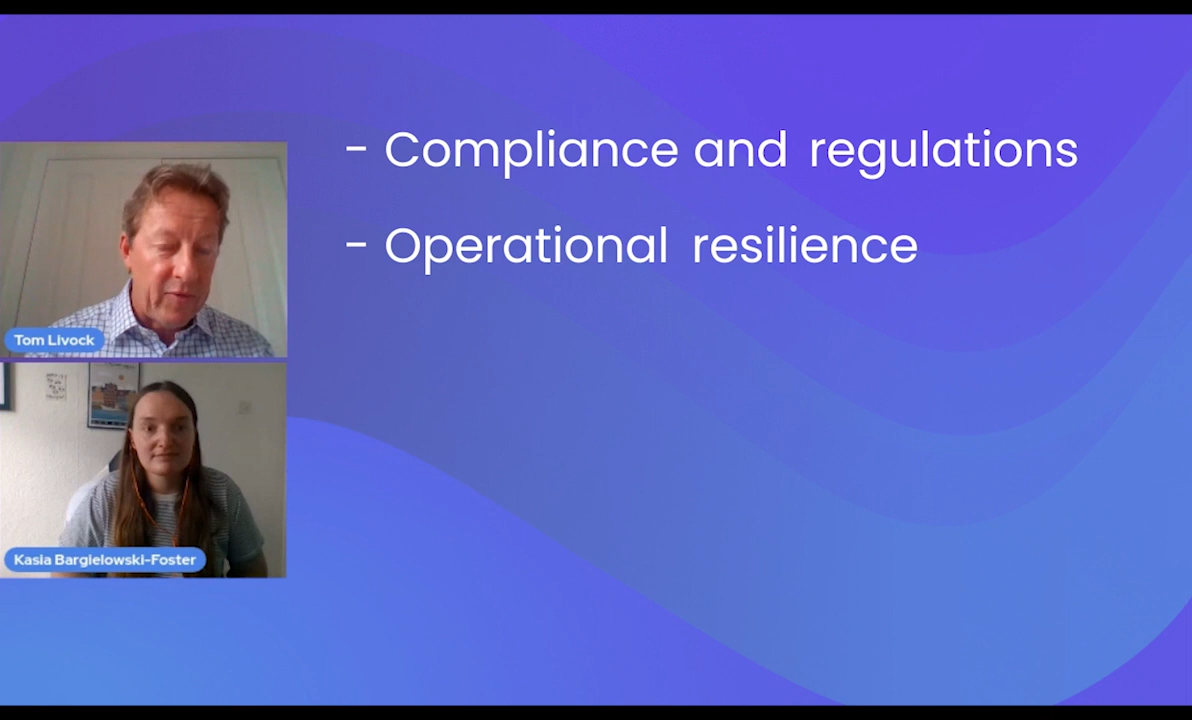 - Compliance and regulations
- Operational resilience
Tom Livock
Kasia Bargielowski-Foster